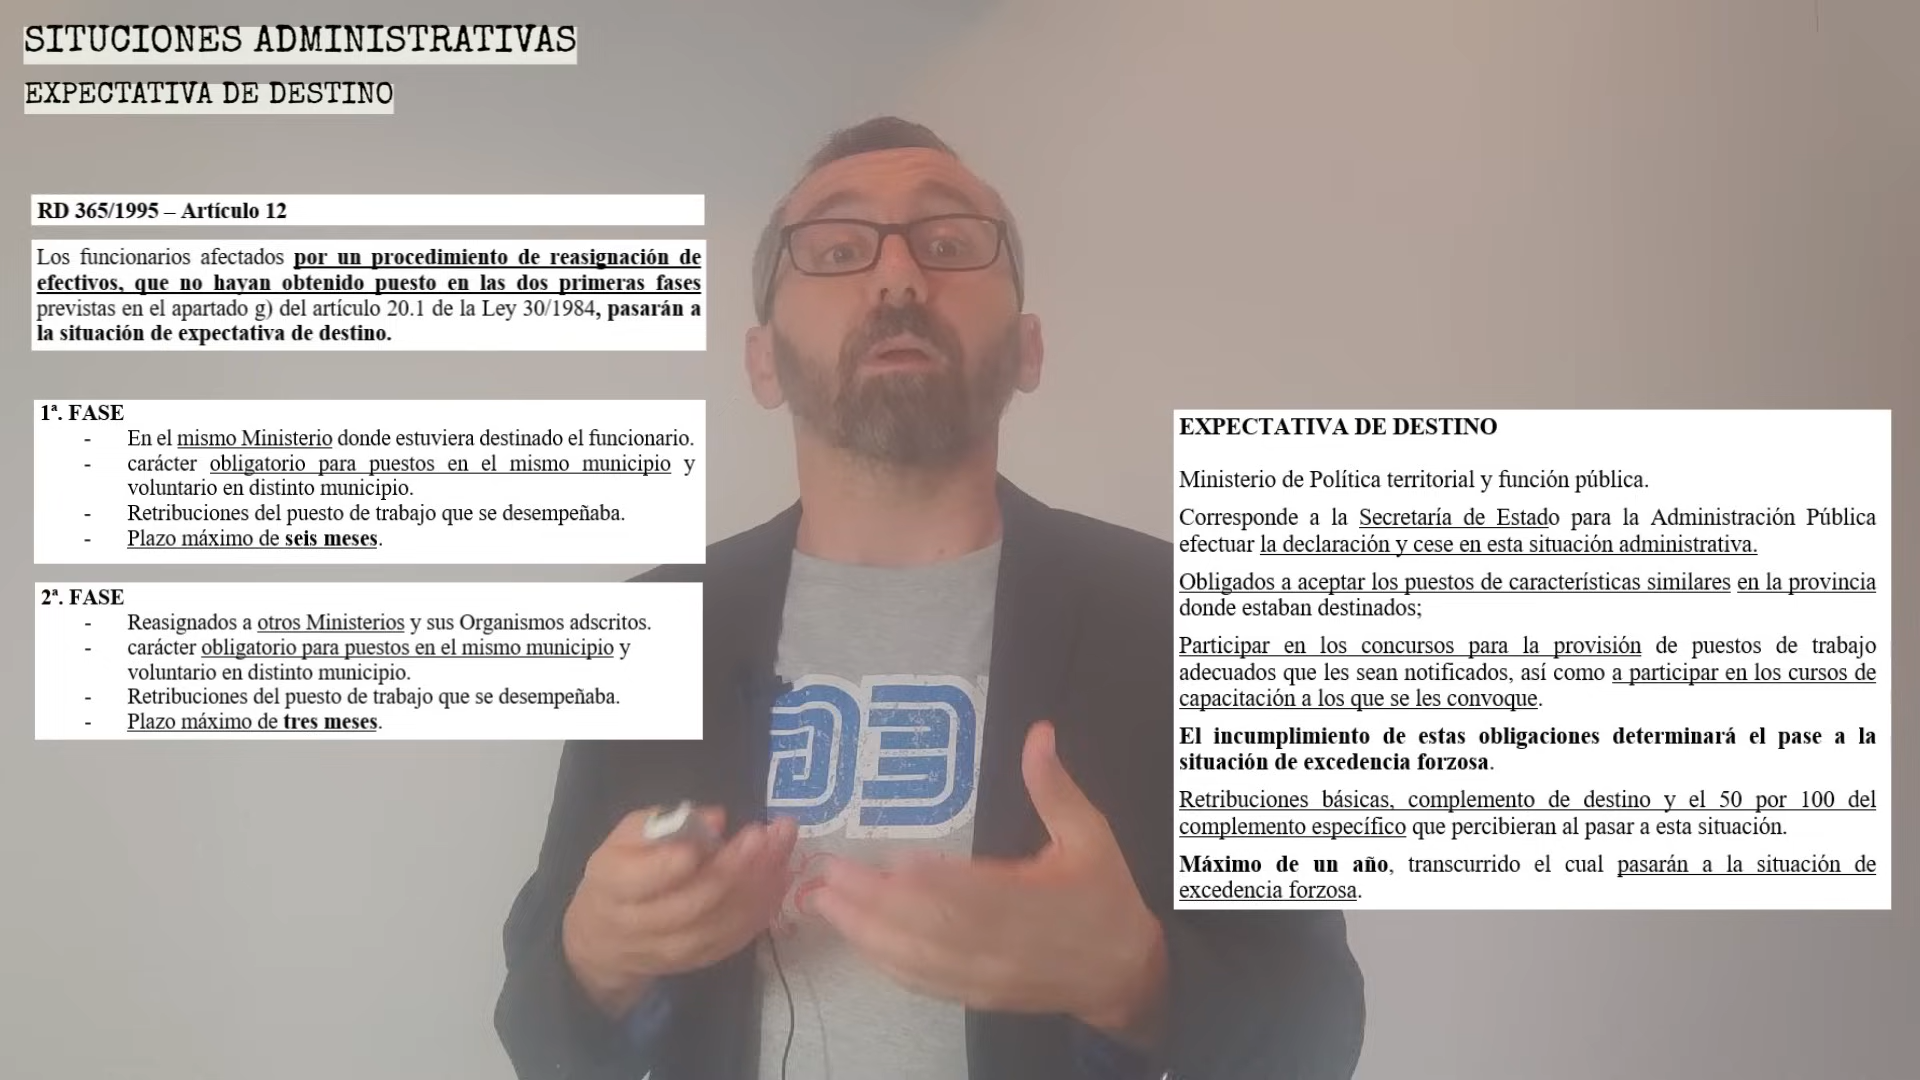 SITUCIONES ADMINISTRATIVAS
EXPECTATIVA DE DESTINO
RD 365/1995 – Artículo 12
Los funcionarios afectados por un procedimiento de reasignación de
efectivos, que no hayan obtenido puesto en las dos primeras fases
previstas en el apartado g) del artículo 20.1 de la Ley 30/1984, pasarán a
la situación de expectativa de destino.
1ª. FASE
- En el mismo Ministerio donde estuviera destinado el funcionario.
- carácter obligatorio para puestos en el mismo municipio y
voluntario en distinto municipio.
- Retribuciones del puesto de trabajo que se desempeñaba.
- Plazo máximo de seis meses.
2ª. FASE
- Reasignados a otros Ministerios y sus Organismos adscritos.
- carácter obligatorio para puestos en el mismo municipio y
voluntario en distinto municipio.
- Retribuciones del puesto de trabajo que se desempeñaba.
- Plazo máximo de tres meses.
EXPECTATIVA DE DESTINO
Ministerio de Política territorial y función pública.
Corresponde a la Secretaría de Estado para la Administración Pública
efectuar la declaración y cese en esta situación administrativa.
Obligados a aceptar los puestos de características similares en la provincia
donde estaban destinados;
Participar en los concursos para la provisión de puestos de trabajo
adecuados que les sean notificados, así como a participar en los cursos de
capacitación a los que se les convoque.
El incumplimiento de estas obligaciones determinará el pase a la
situación de excedencia forzosa.
Retribuciones básicas, complemento de destino y el 50 por 100 del
complemento específico que percibieran al pasar a esta situación.
Máximo de un año, transcurrido el cual pasarán a la situación de
excedencia forzosa.